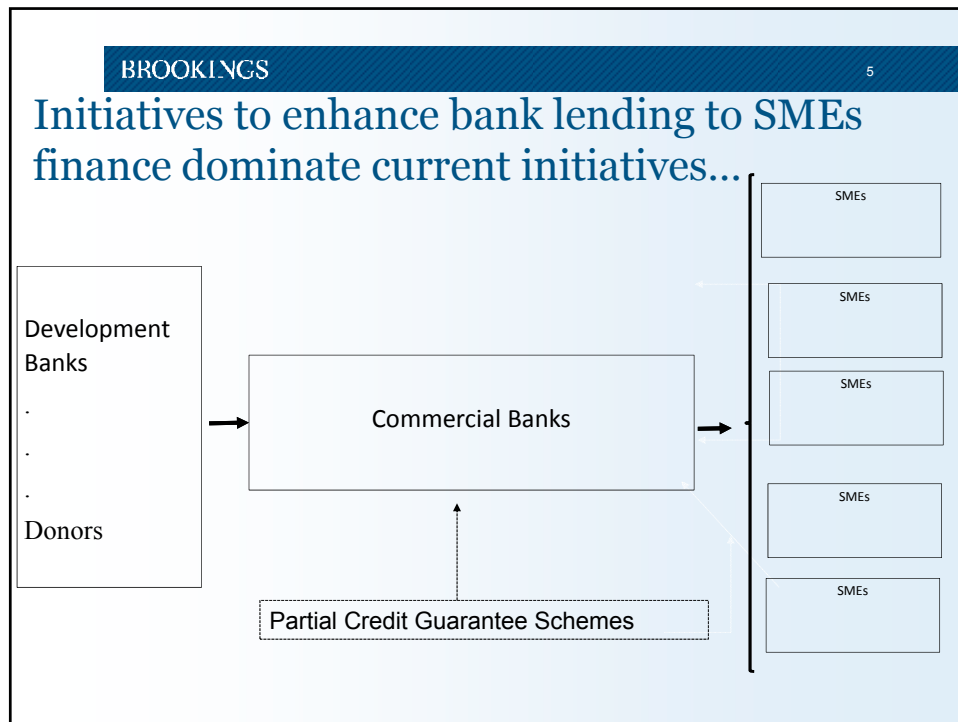 BROOKINGS
5
Initiatives to enhance bank lending to SMEs
finance dominate current initiatives...
SMEs
SMEs
Development
Banks
.
.
.
Donors
Commercial Banks
SMEs
SMEs
SMEs
Partial Credit Guarantee Schemes